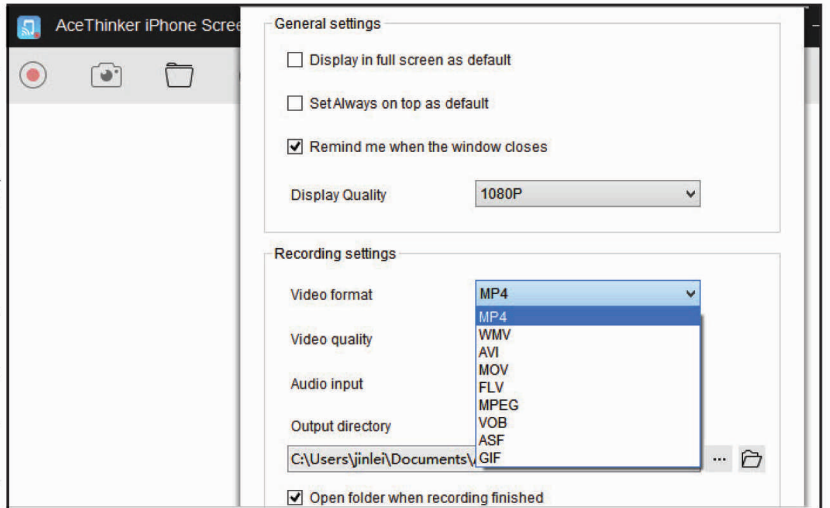 AceThinker iPhone Scree
General settings
Display in full screen as default
Set Always on top as default
Remind me when the window closes
Display Quality 1080P
Recording settings
Video format MP4
MP4
WMV
Video quality
AVI
MOV
Audio input
FLV
MPEG
Output directory
VOB
ASF
C:\Users\jinlei\Documents\ GIF ...
Open folder when recording finished